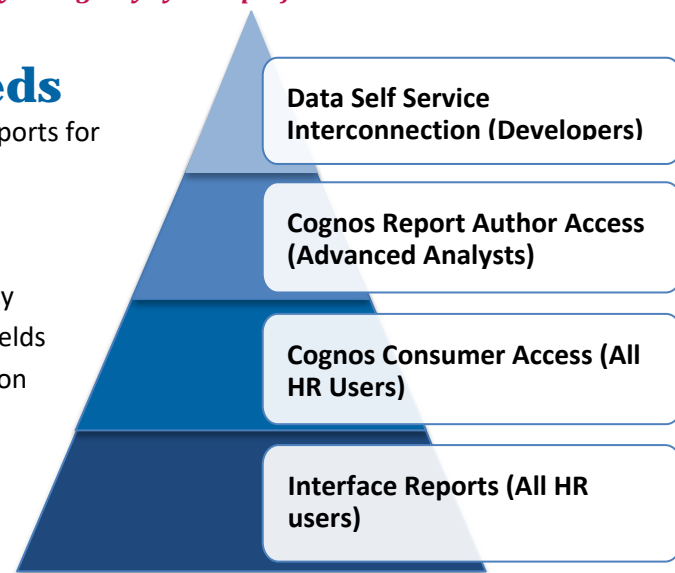 eds
ports for
y
elds
on
Data Self Service
Interconnection (Developers)
Cognos Report Author Access
(Advanced Analysts)
Cognos Consumer Access (All
HR Users)
Interface Reports (All HR
users)